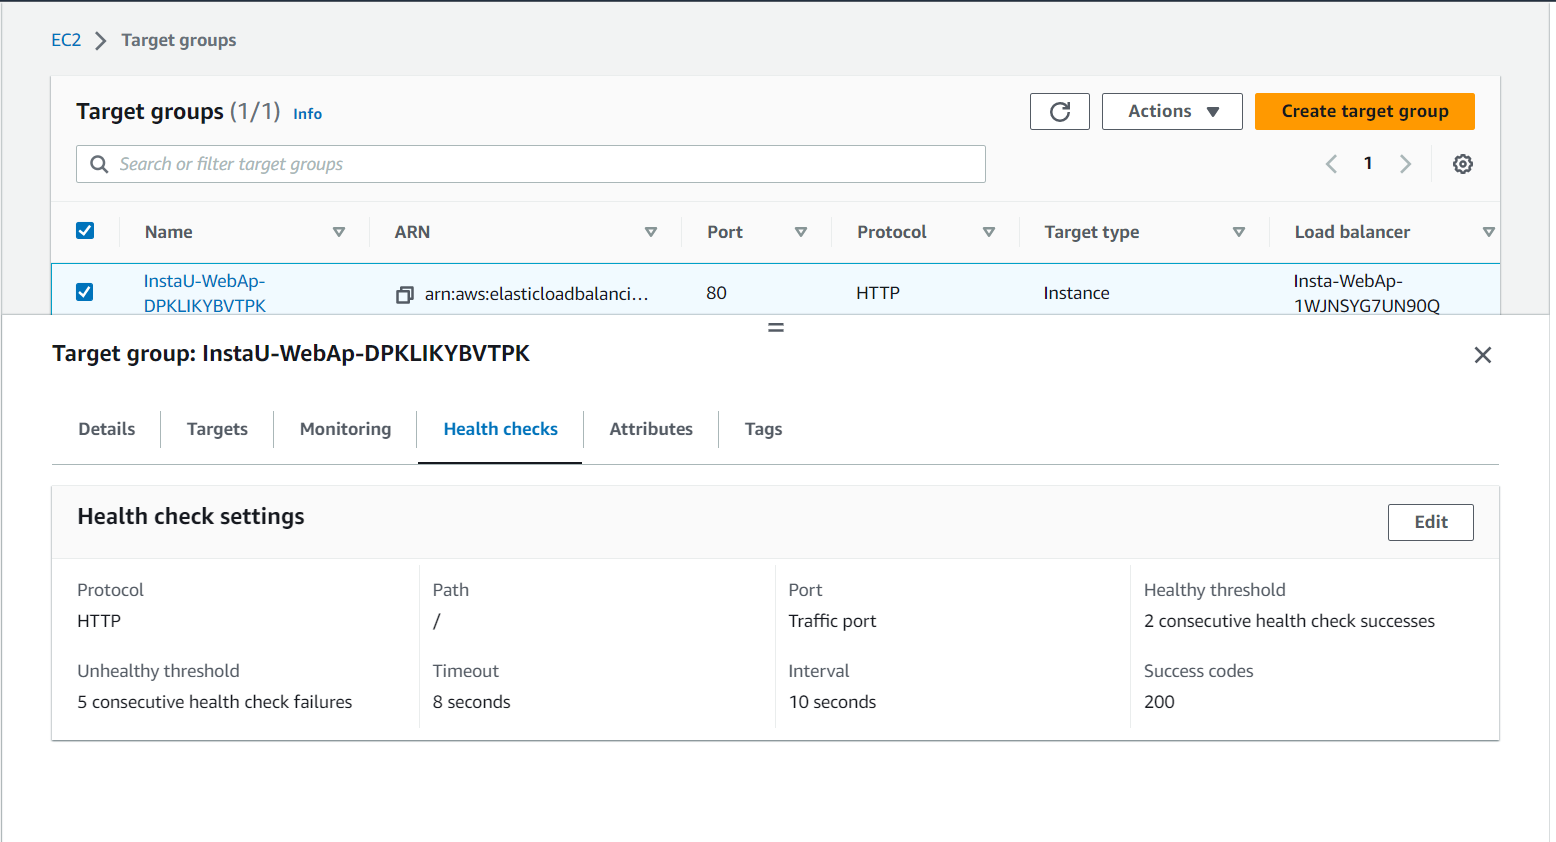 EC2 > Target groups
Target groups (1/1) Info
Actions
Create target group
Search or filter target groups
1
Name ARN Port Protocol Target type Load balancer
InstaU-WebAp-
DPKLIKYBVTPK
arn:aws:elasticloadbalanci...
80
HTTP
Instance
Insta-WebAp-
1WJNSYG7UN90Q
Target group: InstaU-WebAp-DPKLIKYBVTPK
Details Targets Monitoring Health checks Attributes Tags
Health check settings
Edit
Protocol Path Port Healthy threshold
HTTP / Traffic port 2 consecutive health check successes
Unhealthy threshold Timeout Interval Success codes
5 consecutive health check failures 8 seconds 10 seconds 200